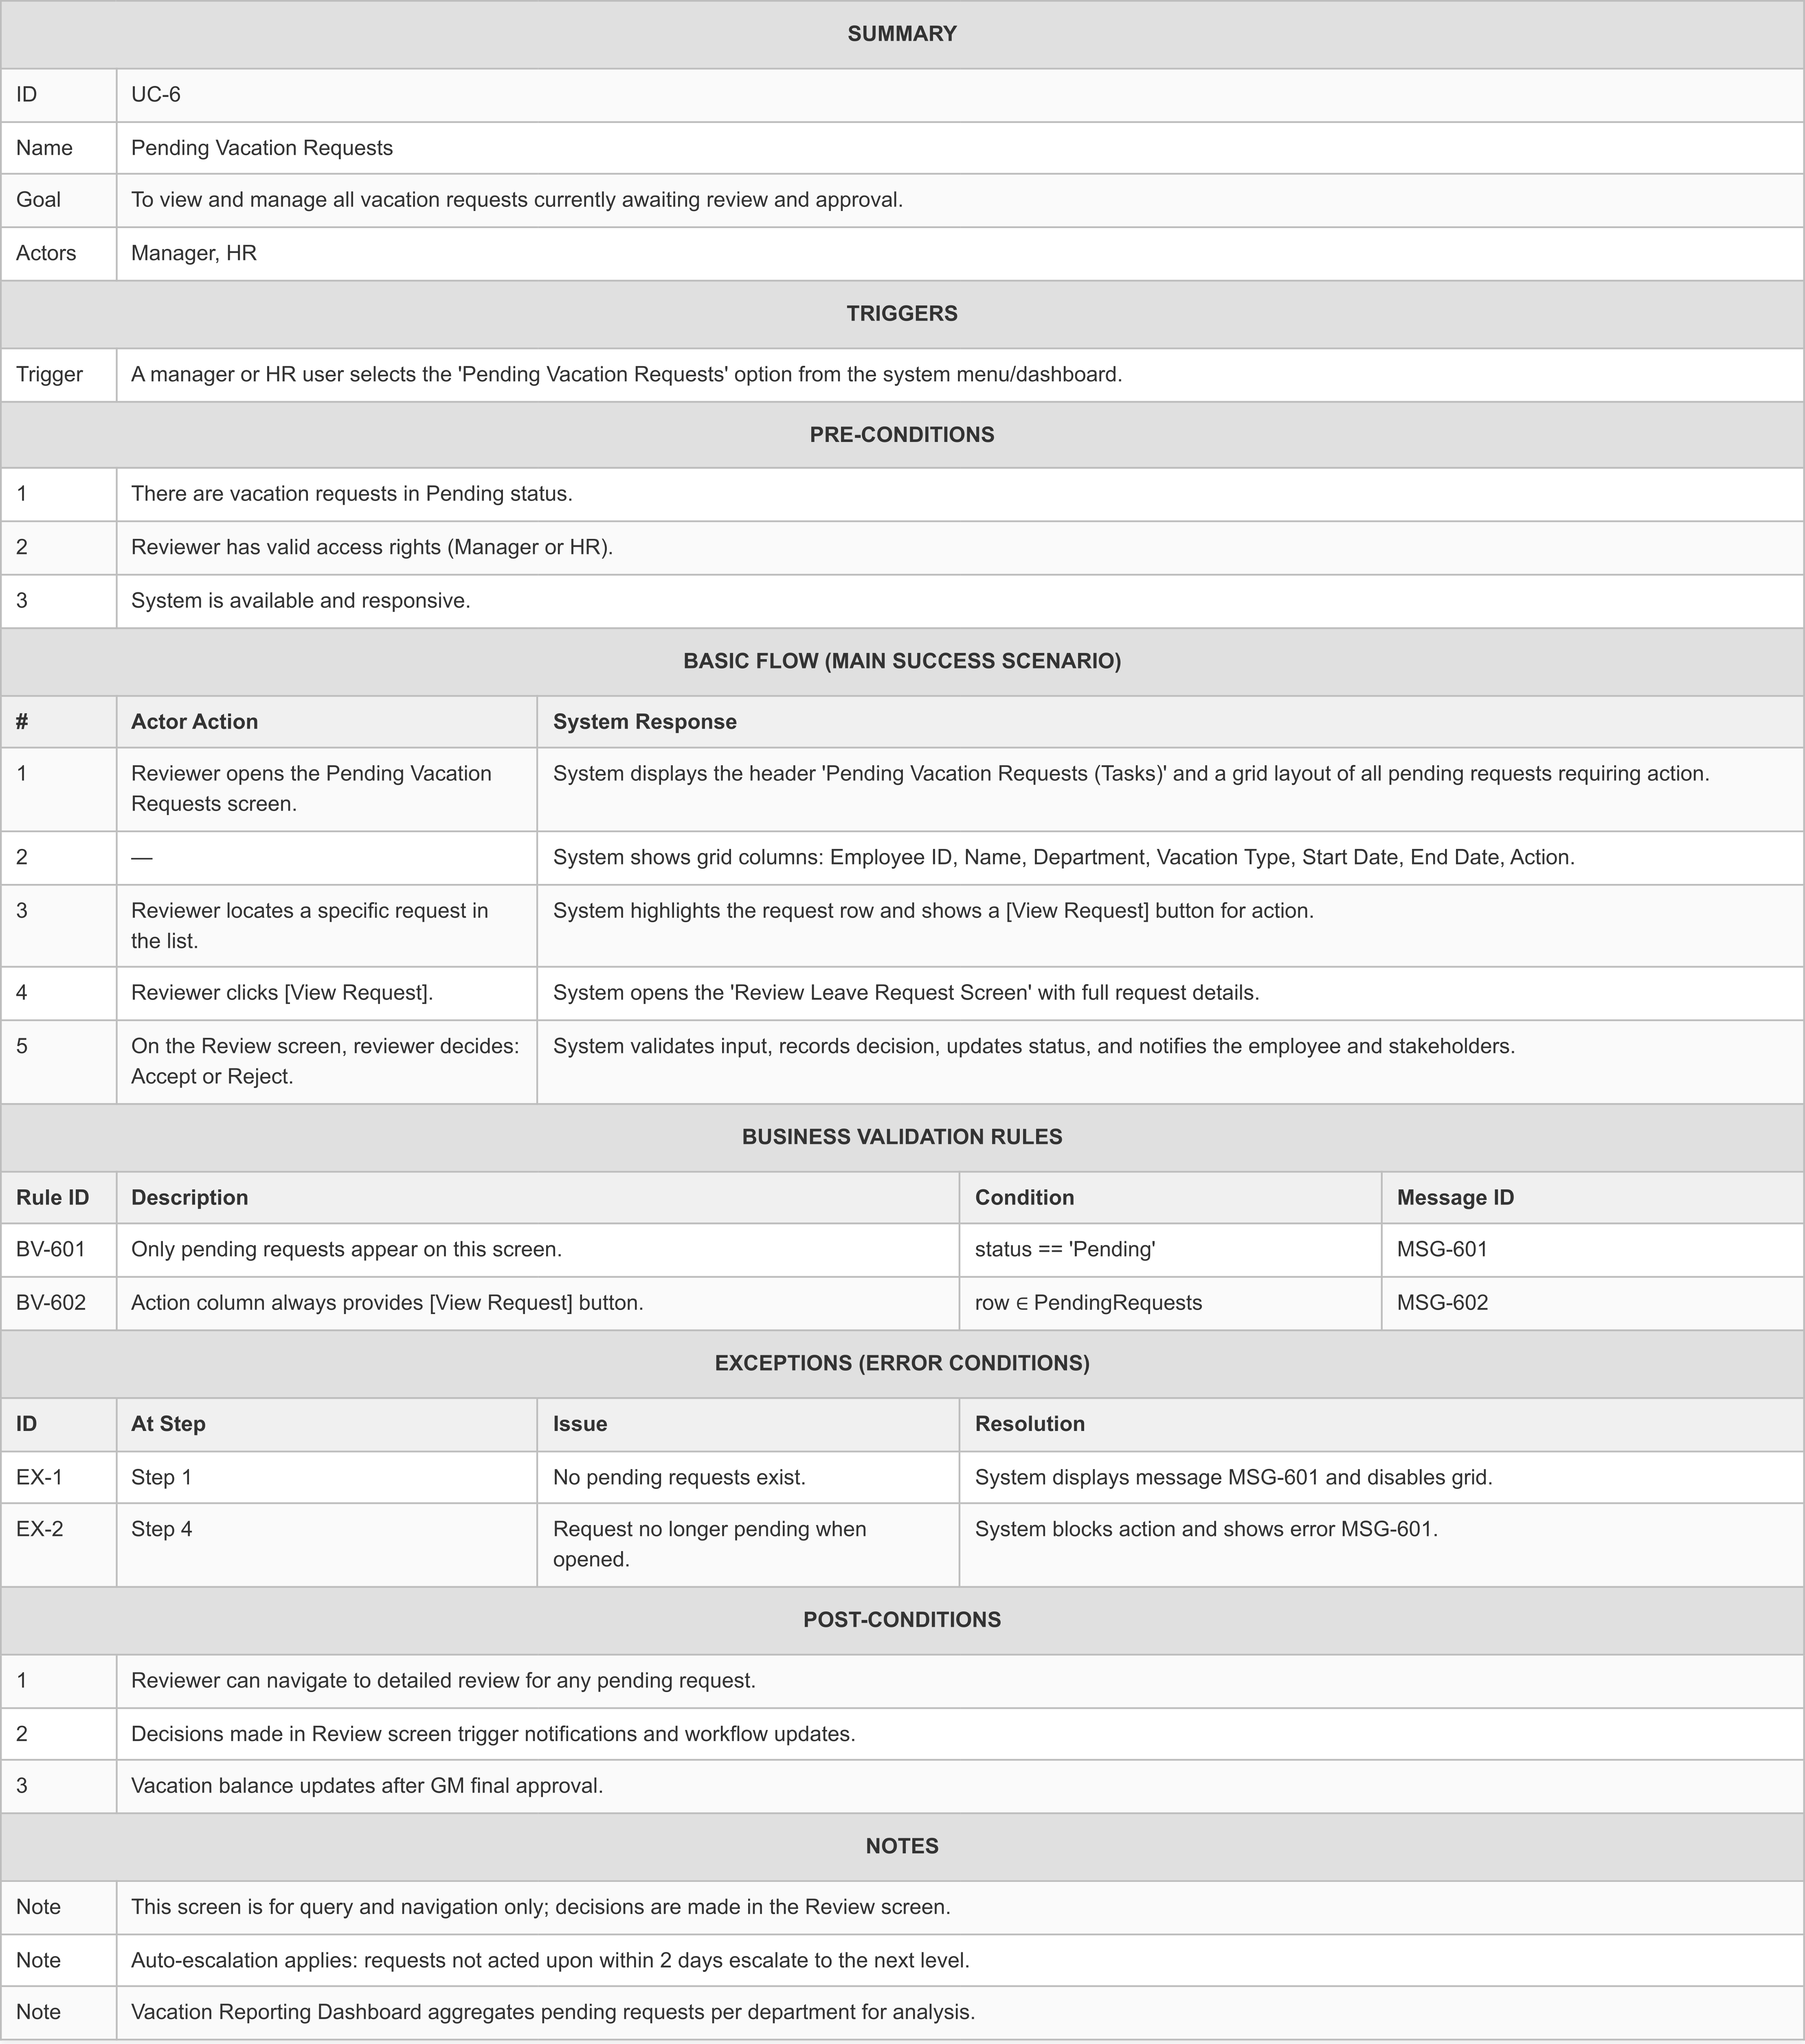 SUMMARY
ID UC-6
Name Pending Vacation Requests
Goal To view and manage all vacation requests currently awaiting review and approval.
Actors Manager, HR
TRIGGERS
Trigger A manager or HR user selects the 'Pending Vacation Requests' option from the system menu/dashboard.
PRE-CONDITIONS
1 There are vacation requests in Pending status.
2 Reviewer has valid access rights (Manager or HR).
3 System is available and responsive.
BASIC FLOW (MAIN SUCCESS SCENARIO)
# Actor Action System Response
1 Reviewer opens the Pending Vacation System displays the header 'Pending Vacation Requests (Tasks)' and a grid layout of all pending requests requiring action.
Requests screen.
2 — System shows grid columns: Employee ID, Name, Department, Vacation Type, Start Date, End Date, Action.
3 Reviewer locates a specific request in System highlights the request row and shows a [View Request] button for action.
the list.
4 Reviewer clicks [View Request]. System opens the 'Review Leave Request Screen' with full request details.
5 On the Review screen, reviewer decides: System validates input, records decision, updates status, and notifies the employee and stakeholders.
Accept or Reject.
BUSINESS VALIDATION RULES
Rule ID Description Condition Message ID
BV-601 Only pending requests appear on this screen. status == 'Pending' MSG-601
BV-602 Action column always provides [View Request] button. row ∈ PendingRequests MSG-602
EXCEPTIONS (ERROR CONDITIONS)
ID At Step Issue Resolution
EX-1 Step 1 No pending requests exist. System displays message MSG-601 and disables grid.
EX-2 Step 4 Request no longer pending when System blocks action and shows error MSG-601.
opened.
POST-CONDITIONS
1 Reviewer can navigate to detailed review for any pending request.
2 Decisions made in Review screen trigger notifications and workflow updates.
3 Vacation balance updates after GM final approval.
NOTES
Note This screen is for query and navigation only; decisions are made in the Review screen.
Note Auto-escalation applies: requests not acted upon within 2 days escalate to the next level.
Note Vacation Reporting Dashboard aggregates pending requests per department for analysis.